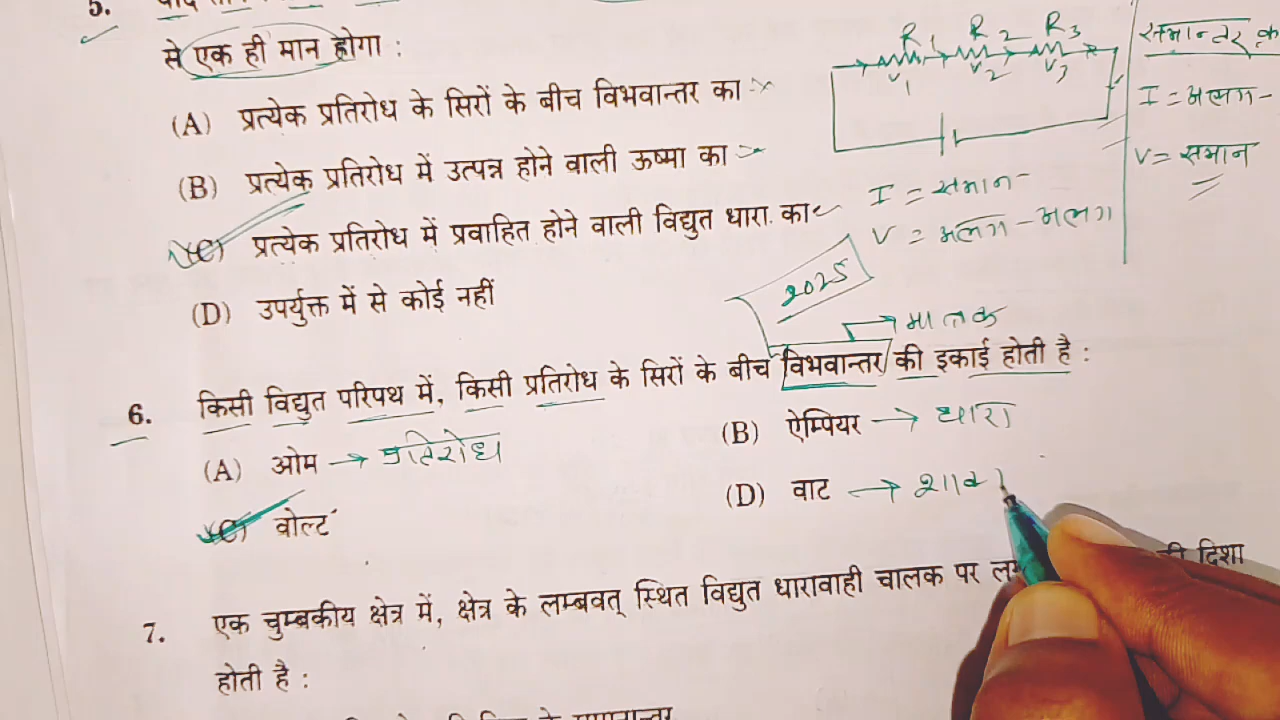 5.
से एक ही मान होगा :
(A) प्रत्येक प्रतिरोध के सिरों के बीच विभवान्तर का
(B) प्रत्येक प्रतिरोध में उत्पन्न होने वाली ऊष्मा का
(C) प्रत्येक प्रतिरोध में प्रवाहित होने वाली विद्युत धारा का
(D) उपर्युक्त में से कोई नहीं
R1 R2 R3
V1 V2 V3
I = समान
V = अलग-अलग
समान्तर क्र
I = अलग-
V = समान
2025
मात्रक
6. किसी विद्युत परिपथ में, किसी प्रतिरोध के सिरों के बीच विभवान्तर की इकाई होती है :
(A) ओम → प्रतिरोध
(B) ऐम्पियर → धारा
(C) वोल्ट
(D) वाट →
7. एक चुम्बकीय क्षेत्र में, क्षेत्र के लम्बवत् स्थित विद्युत धारावाही चालक पर दिशा
होती है :